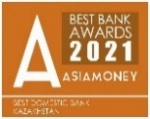 BEST BANK
AWARDS
2021
ASIAMONEY
BEST DOMESTIC BANK
KAZAKHSTAN